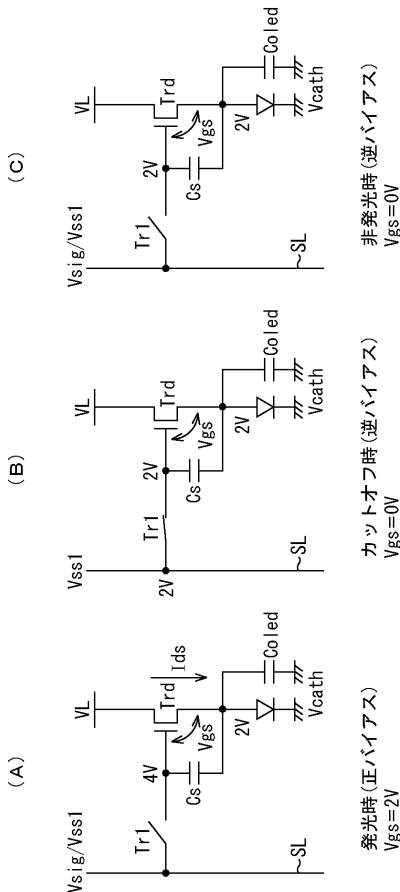 (A)
Vsig/Vss1
VL
Tr1
4V
Ids
Trd
Cs
Vgs
2V
Coled
SL
Vcath
発光時(正バイアス)
Vgs=2V
(B)
Vss1
VL
Tr1
2V
2V
Trd
Cs
Vgs
2V
Coled
SL
Vcath
カットオフ時(逆バイアス)
Vgs=0V
(C)
Vsig/Vss1
VL
Tr1
2V
Trd
Cs
Vgs
2V
Coled
SL
Vcath
非発光時(逆バイアス)
Vgs=0V